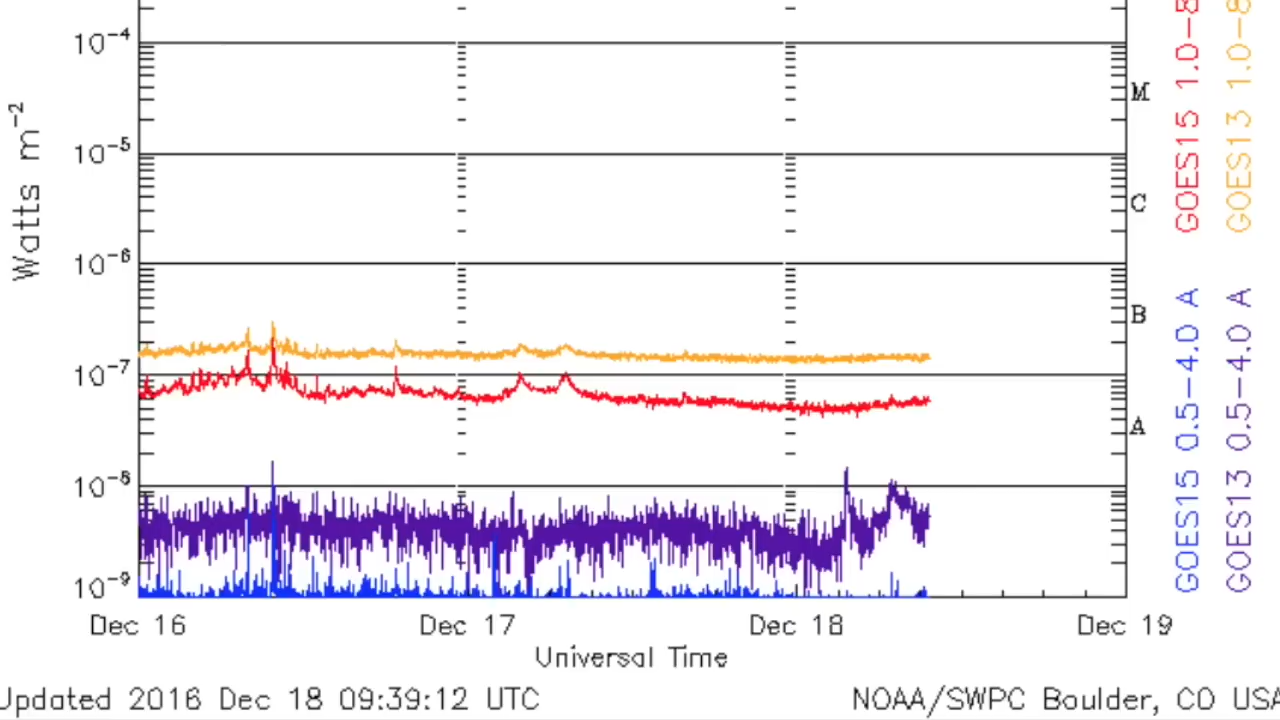 10⁻⁴
10⁻⁵
10⁻⁶
10⁻⁷
10⁻⁸
10⁻⁹
Watts m⁻²
M
C
B
A
GOES15 1.0-8
GOES13 1.0-8
GOES15 0.5-4.0 A
GOES13 0.5-4.0 A
Dec 16 Dec 17 Dec 18 Dec 19
Universal Time
Updated 2016 Dec 18 09:39:12 UTC
NOAA/SWPC Boulder, CO USA